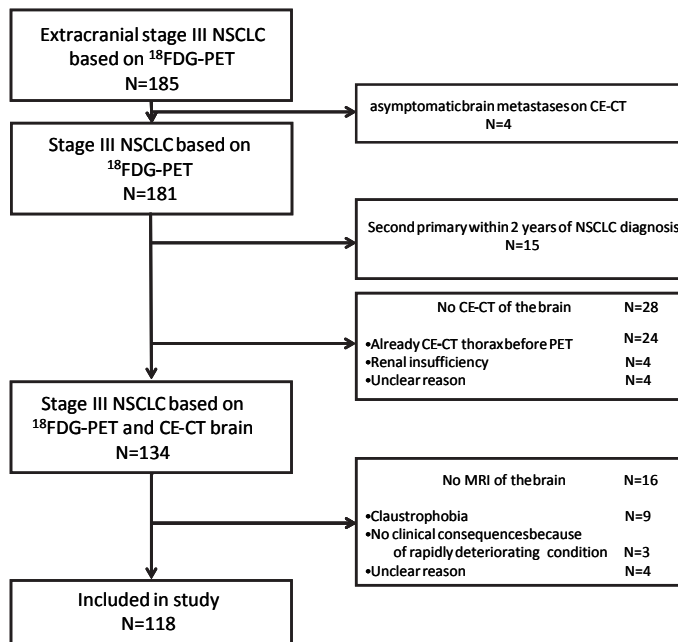 Extracranial stage III NSCLC
based on ¹⁸FDG-PET
N=185
asymptomatic brain metastases on CE-CT
N=4
Stage III NSCLC based on
¹⁸FDG-PET
N=181
Second primary within 2 years of NSCLC diagnosis
N=15
No CE-CT of the brain N=28
•Already CE-CT thorax before PET N=24
•Renal insufficiency N=4
•Unclear reason N=4
Stage III NSCLC based on
¹⁸FDG-PET and CE-CT brain
N=134
No MRI of the brain N=16
•Claustrophobia N=9
•No clinical consequences because
of rapidly deteriorating condition N=3
•Unclear reason N=4
Included in study
N=118